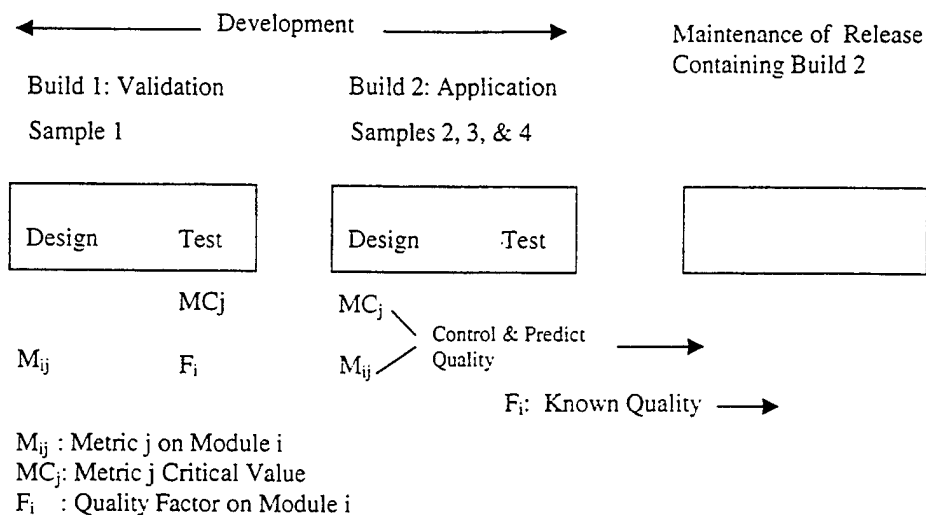 Development
Maintenance of Release
Containing Build 2
Build 1: Validation
Build 2: Application
Sample 1
Samples 2, 3, & 4
Design Test
Design Test
MCj
MCj
Control & Predict
Quality
Mij Fi Mij
Fi: Known Quality
Mij : Metric j on Module i
MCj: Metric j Critical Value
Fi : Quality Factor on Module i